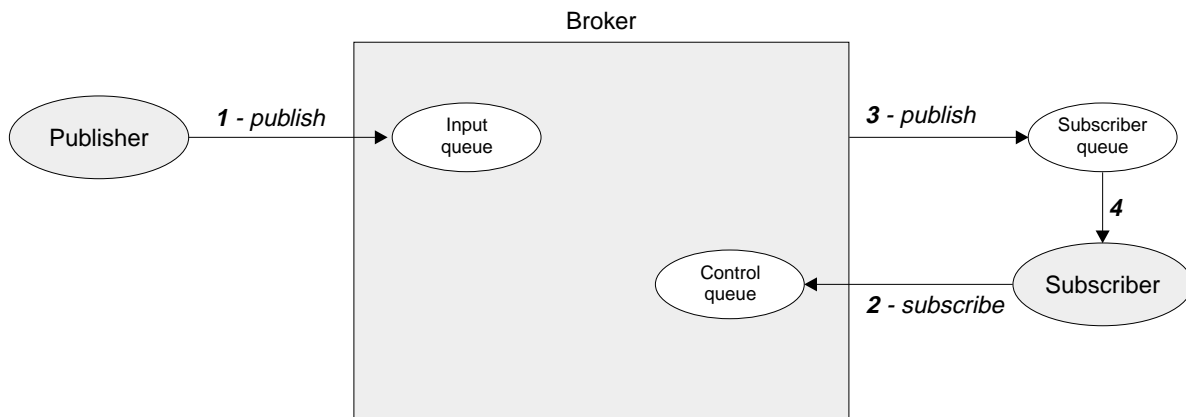 Broker
1 - publish
Publisher
Input
queue
3 - publish
Subscriber
queue
4
Control
queue
Subscriber
2 - subscribe